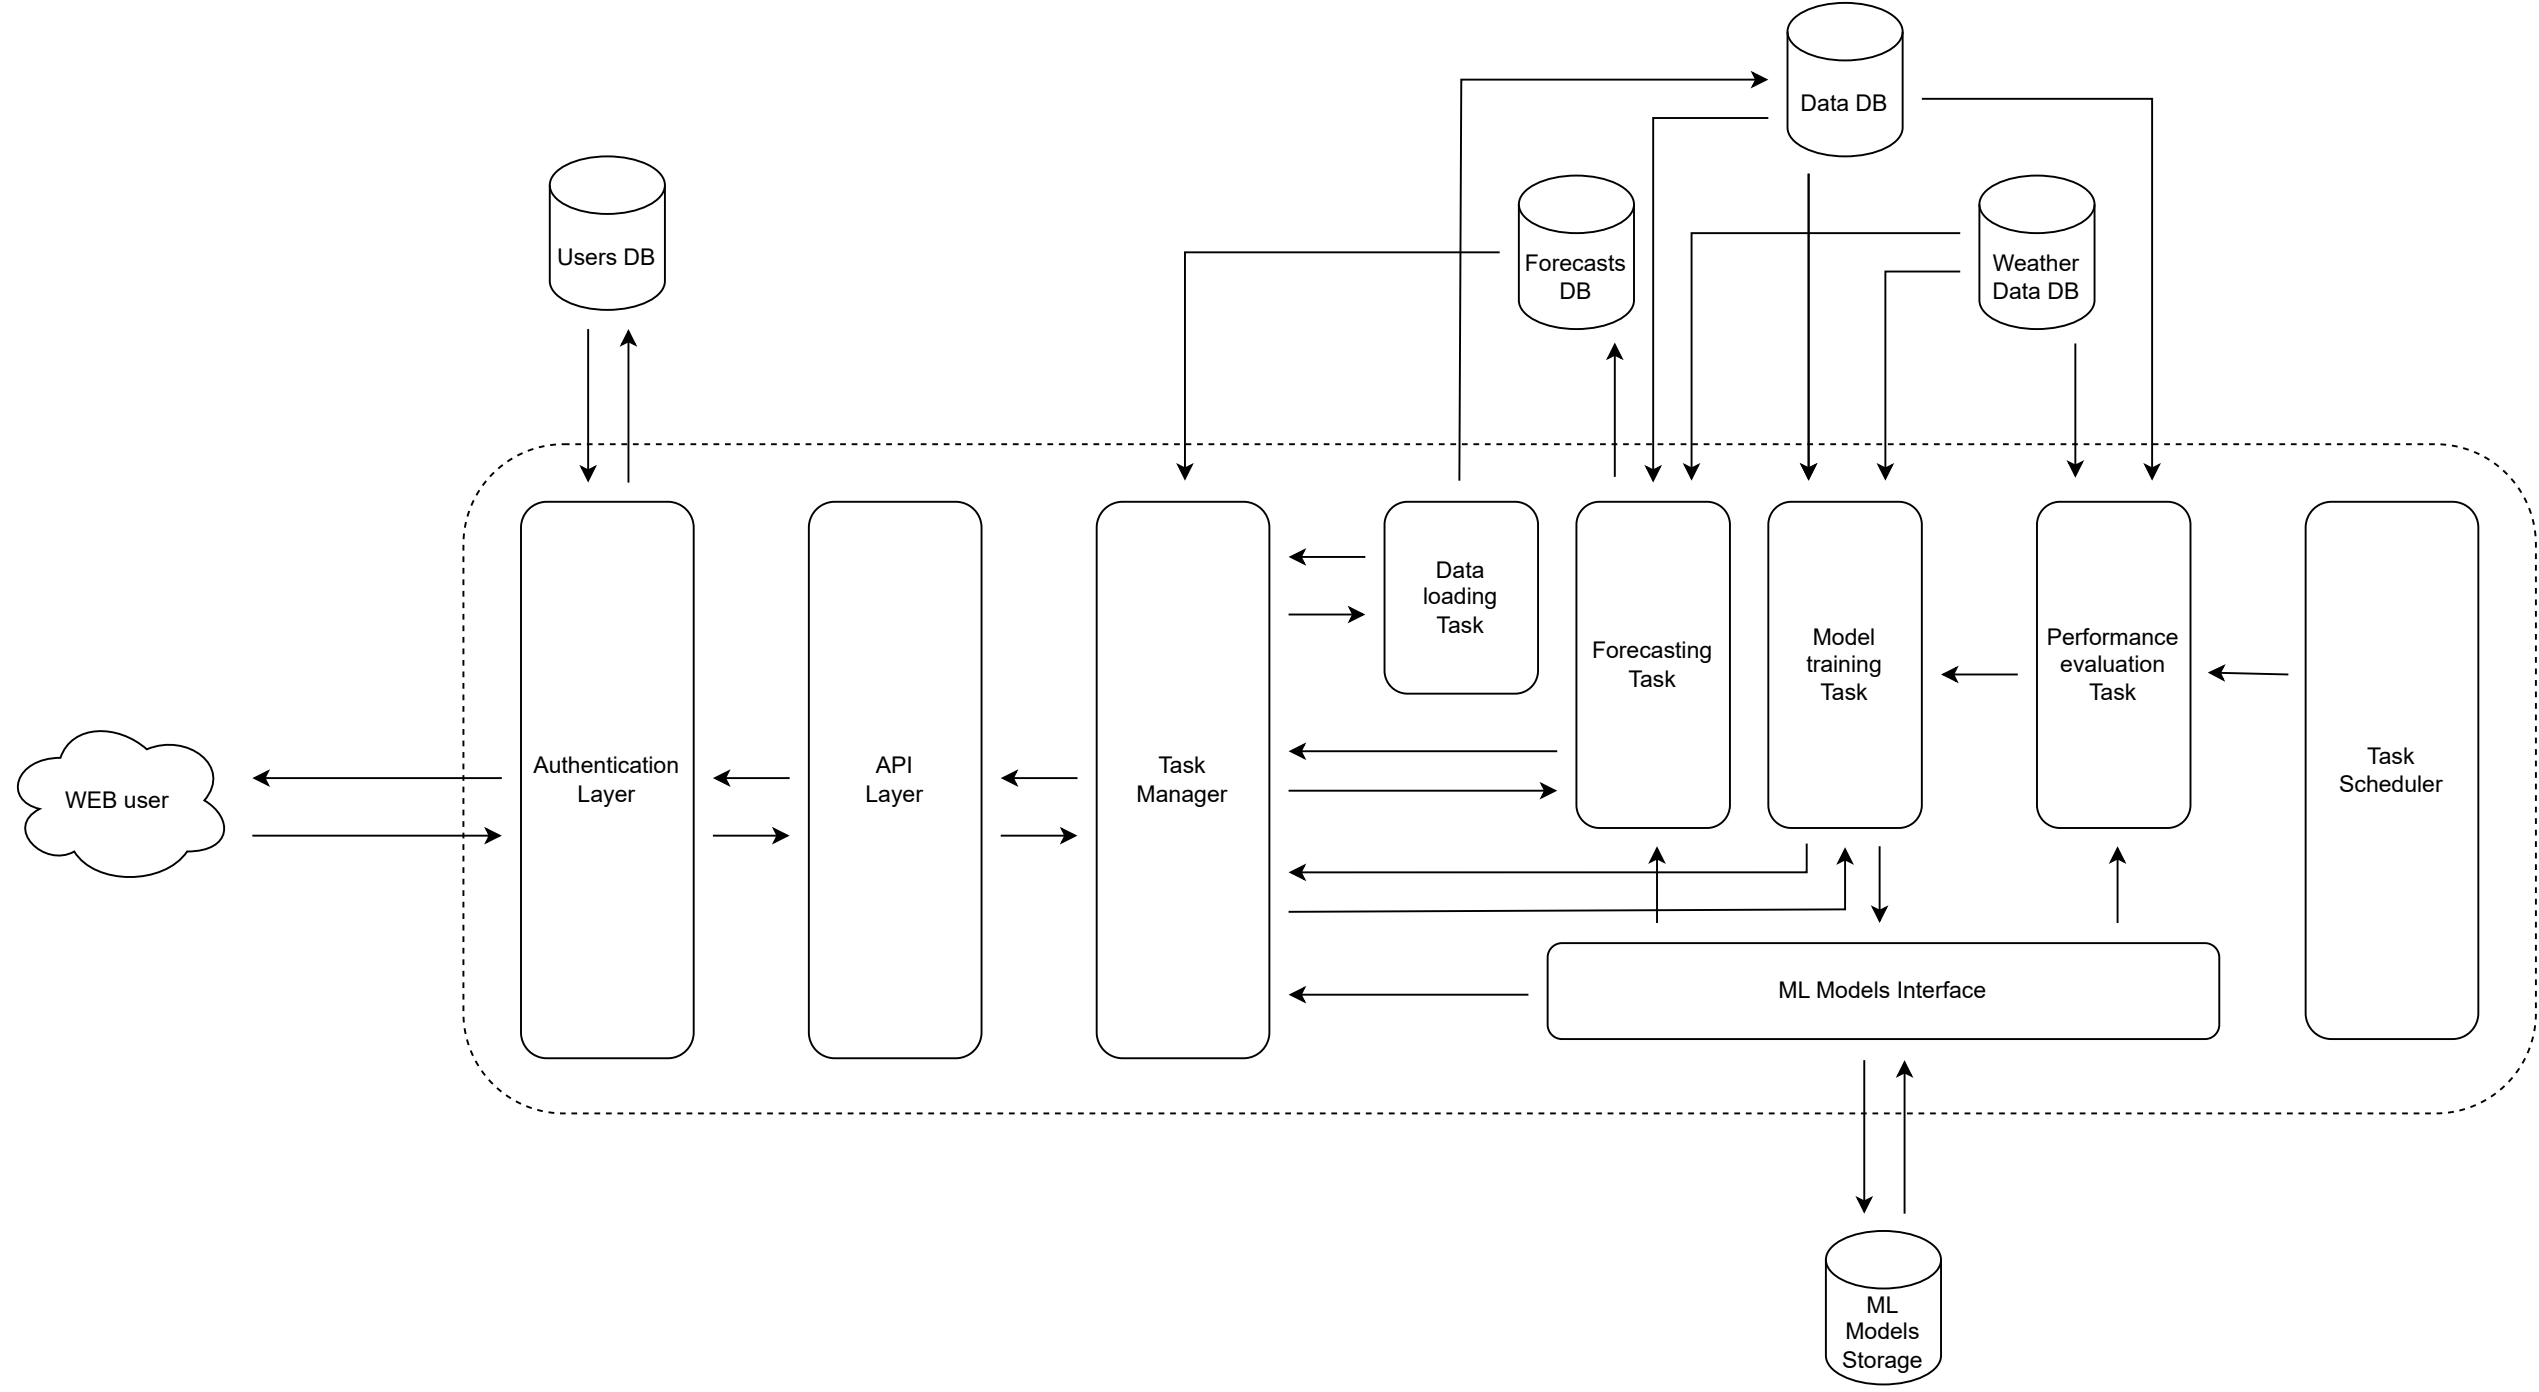 Data DB
Users DB
Forecasts
DB
Weather
Data DB
Data
loading
Task
Forecasting
Task
Model
training
Task
Performance
evaluation
Task
Task
Scheduler
WEB user
Authentication
Layer
API
Layer
Task
Manager
ML Models Interface
ML
Models
Storage